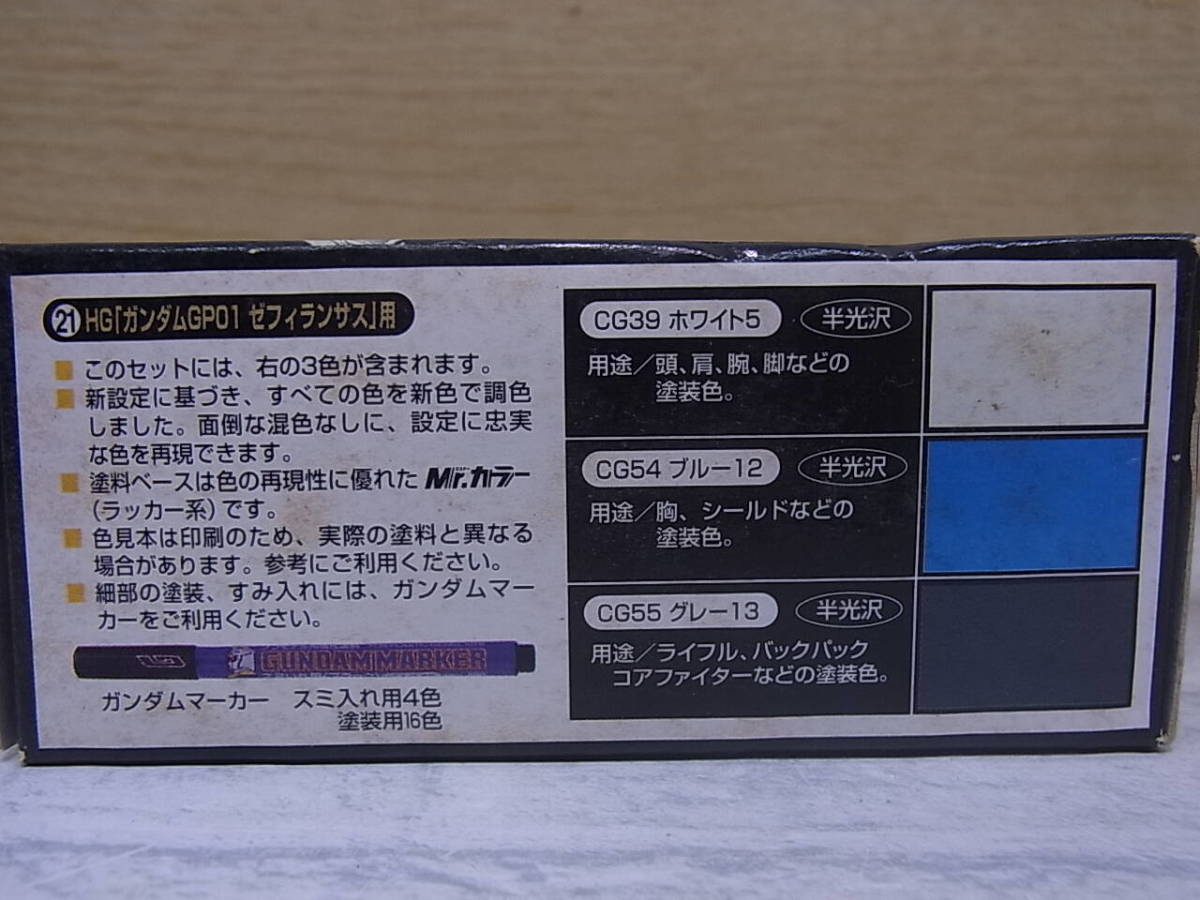 21 HG「ガンダムGP01 ゼフィランサス」用
このセットには、右の3色が含まれます。
新設定に基づき、すべての色を新色で調色
しました。面倒な混色なしに、設定に忠実
な色を再現できます。
塗料ベースは色の再現性に優れた Mr.カラー
(ラッカー系)です。
色見本は印刷のため、実際の塗料と異なる
場合があります。参考にご利用ください。
細部の塗装、すみ入れには、ガンダムマー
カーをご利用ください。
GUNDAM MARKER
ガンダムマーカー スミ入れ用4色
塗装用16色
CG39 ホワイト5 半光沢
用途/頭、肩、腕、脚などの
塗装色。
CG54 ブルー12 半光沢
用途/胸、シールドなどの
塗装色。
CG55 グレー13 半光沢
用途/ライフル、バックパック
コアファイターなどの塗装色。